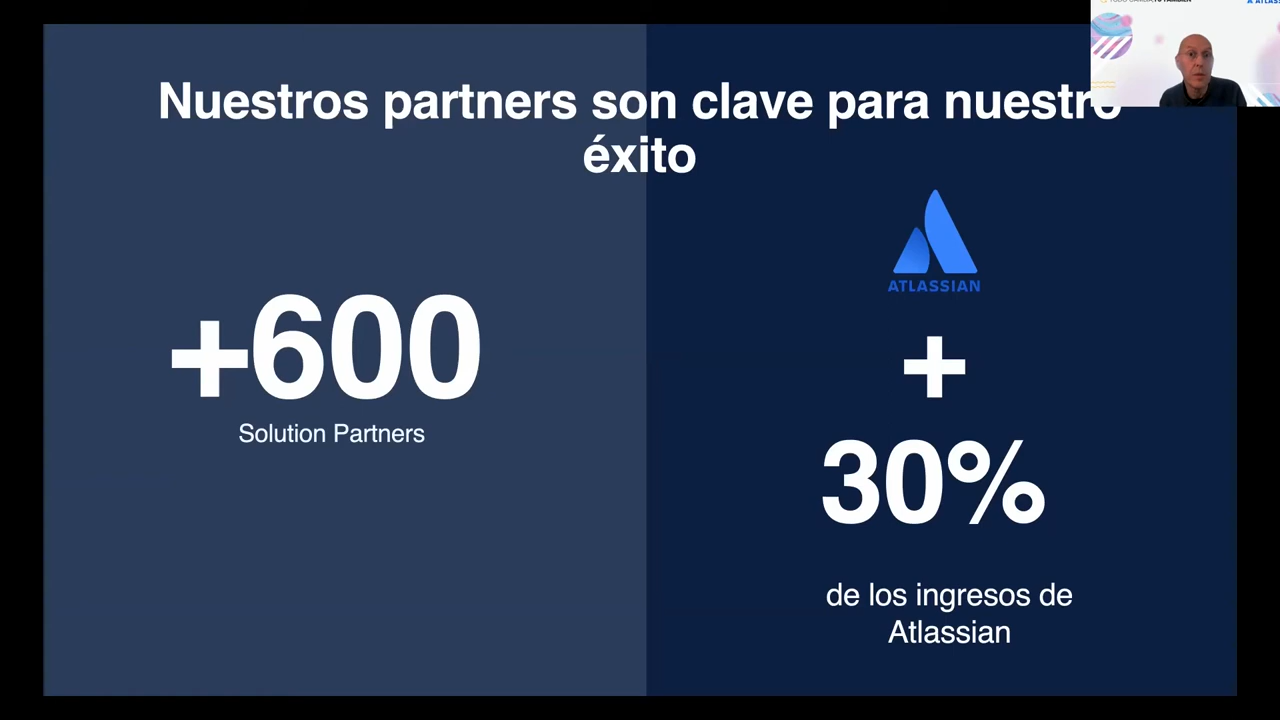 Nuestros partners son clave para nuestro
éxito
ATLASSIAN
+600
Solution Partners
+
30%
de los ingresos de
Atlassian